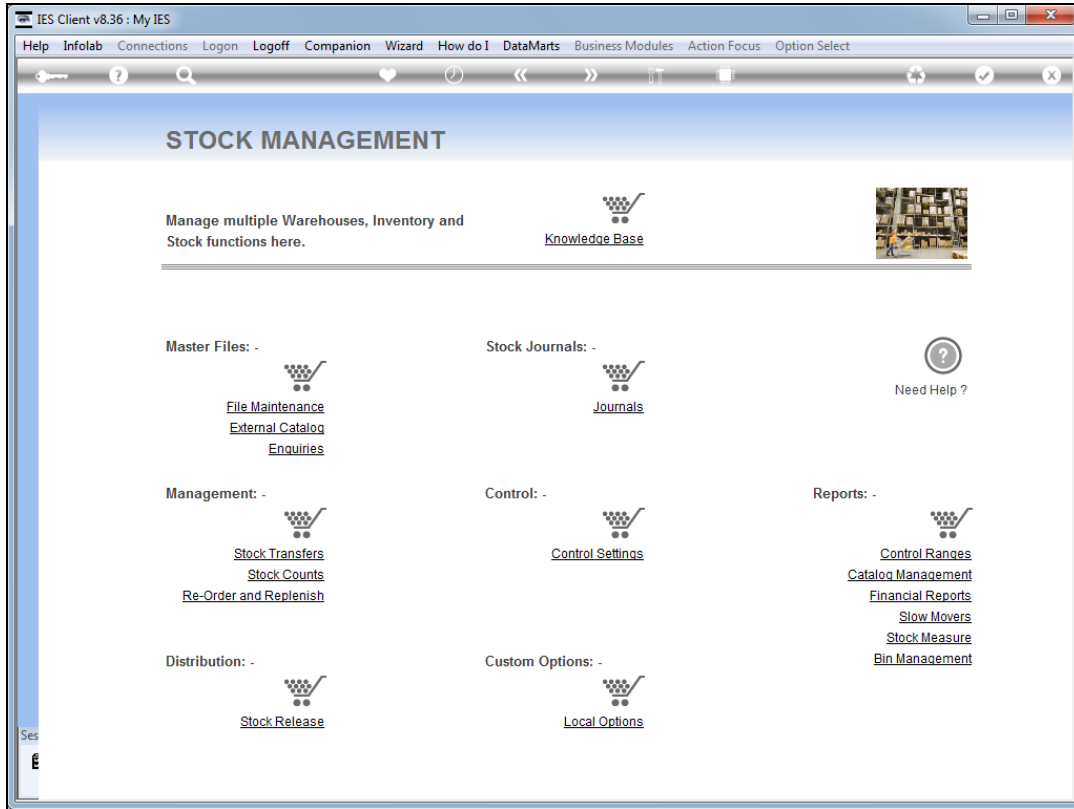 IES Client v8.36 : My IES
Help Infolab Connections Logon Logoff Companion Wizard How do I DataMarts Business Modules Action Focus Option Select
STOCK MANAGEMENT
Manage multiple Warehouses, Inventory and
Stock functions here.
Knowledge Base
Master Files: -
File Maintenance
External Catalog
Enquiries
Stock Journals: -
Journals
Need Help ?
Management: -
Stock Transfers
Stock Counts
Re-Order and Replenish
Control: -
Control Settings
Reports: -
Control Ranges
Catalog Management
Financial Reports
Slow Movers
Stock Measure
Bin Management
Distribution: -
Stock Release
Custom Options: -
Local Options
Ses